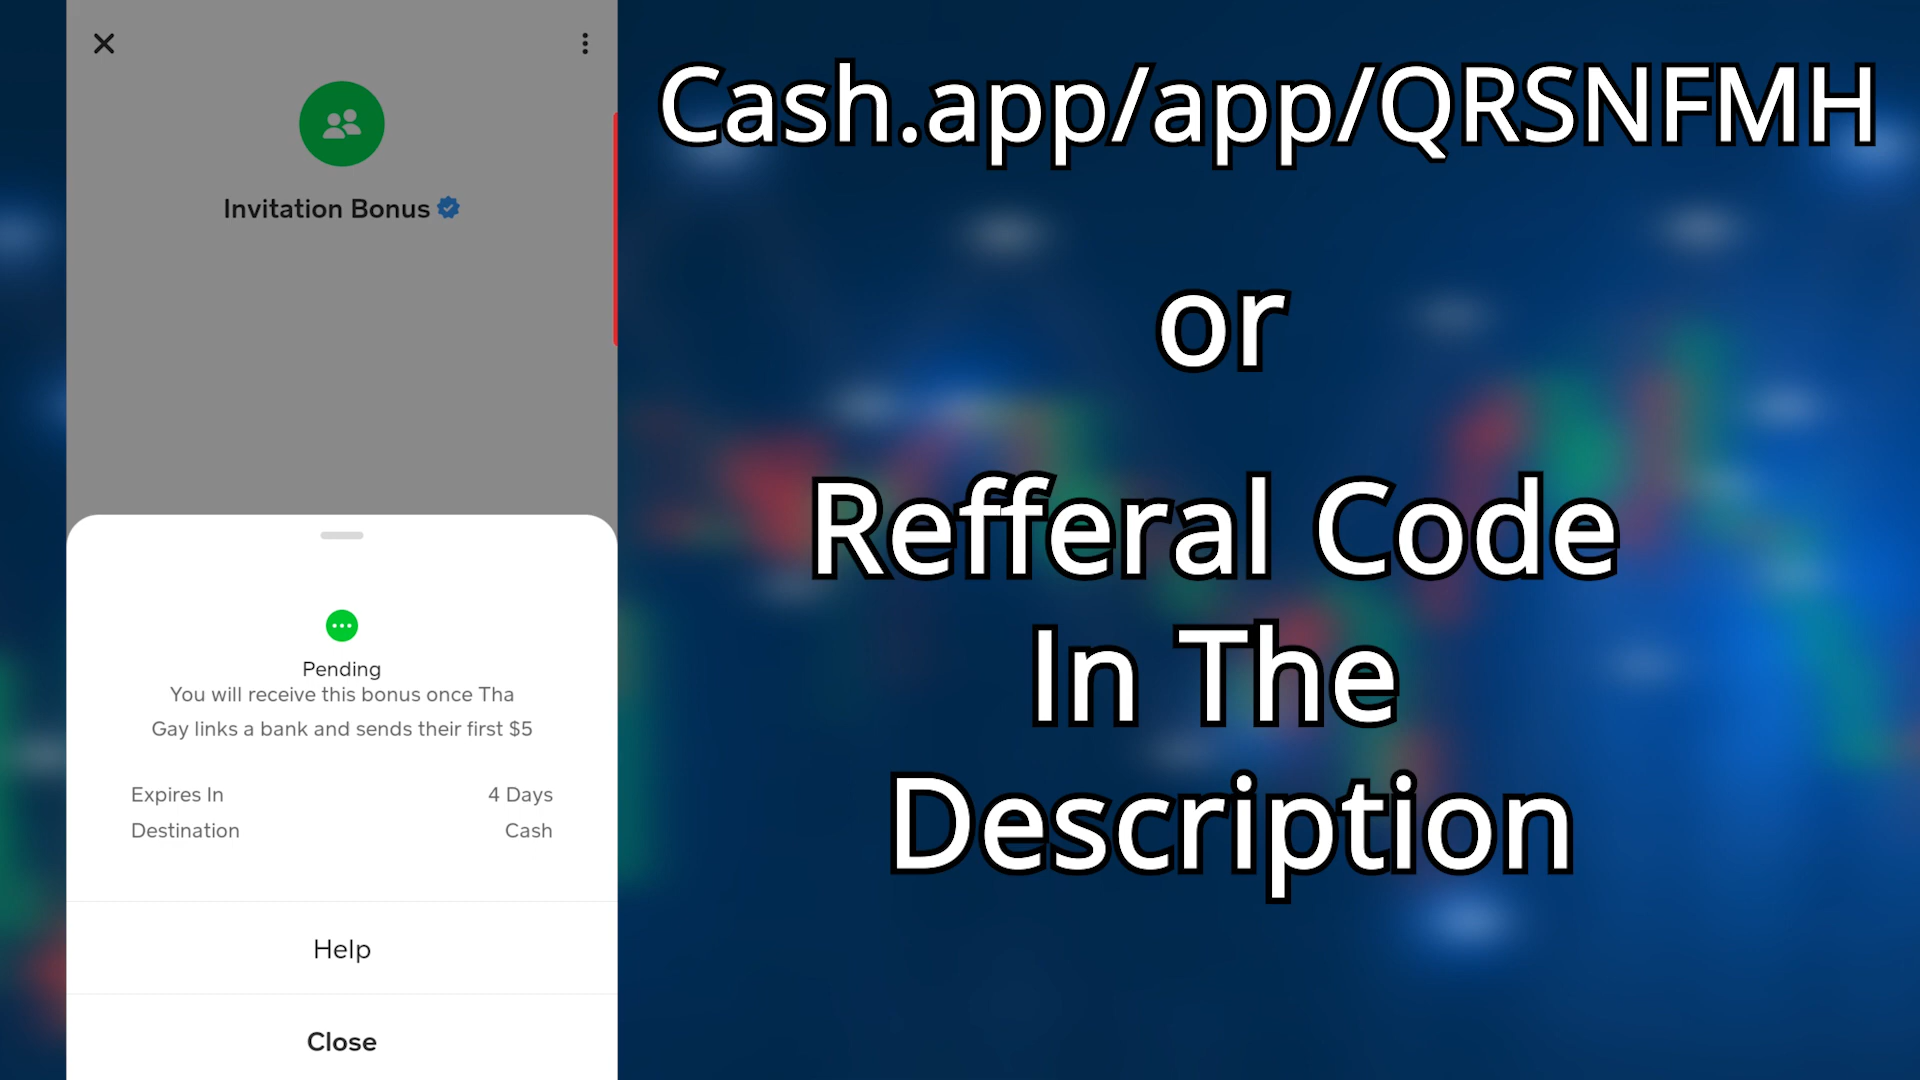 Invitation Bonus
Pending
You will receive this bonus once Tha
Gay links a bank and sends their first $5
Expires In 4 Days
Destination Cash
Help
Close
Cash.app/app/QRSNFMH
or
Refferal Code
In The
Description